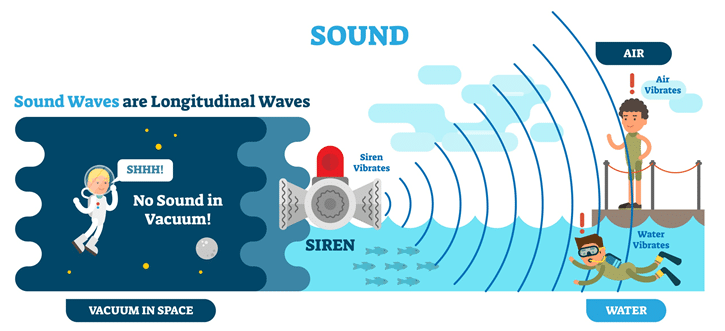 SOUND
AIR
Air
Vibrates
Sound Waves are Longitudinal Waves
SHHH!
No Sound in
Vacuum!
Siren
Vibrates
SIREN
Water
Vibrates
VACUUM IN SPACE
WATER